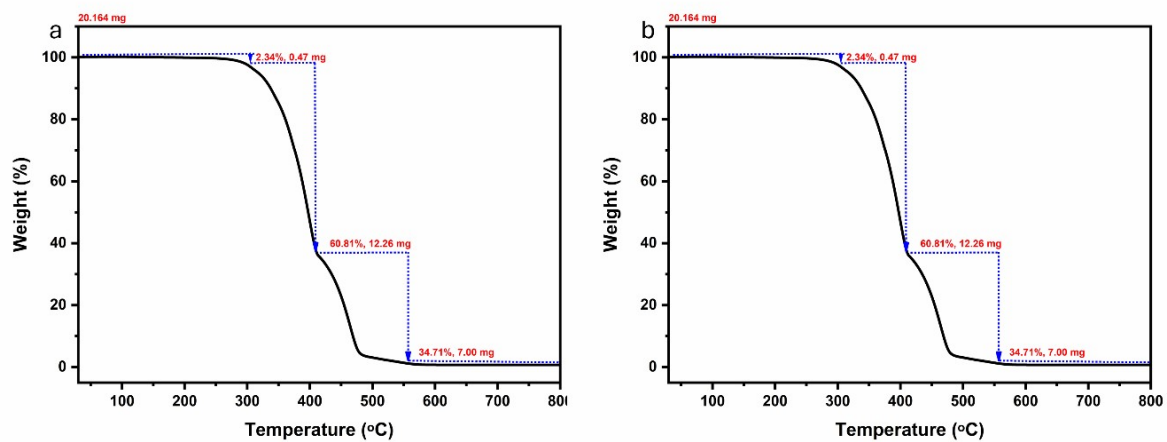 a
20.164 mg
2.34%, 0.47 mg
60.81%, 12.26 mg
34.71%, 7.00 mg
100
80
60
40
20
0
Weight (%)
100 200 300 400 500 600 700 800
Temperature (oC)
b
20.164 mg
2.34%, 0.47 mg
60.81%, 12.26 mg
34.71%, 7.00 mg
100
80
60
40
20
0
Weight (%)
100 200 300 400 500 600 700 800
Temperature (oC)